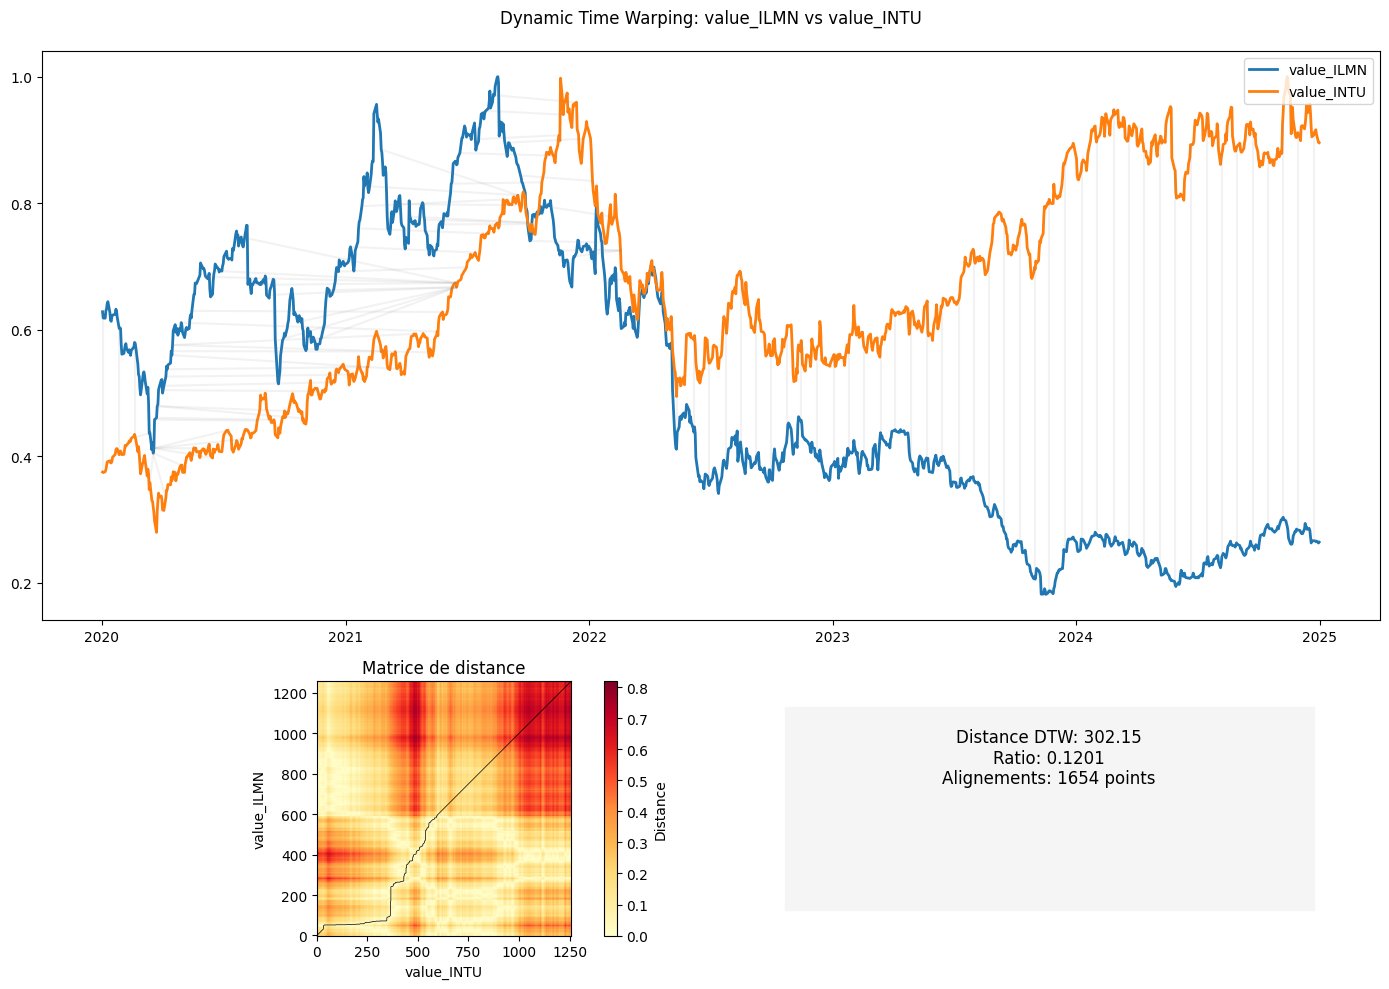 Dynamic Time Warping: value_ILMN vs value_INTU
1.0
0.8
0.6
0.4
0.2
value_ILMN
value_INTU
2020 2021 2022 2023 2024 2025
Matrice de distance
value_ILMN
1200
1000
800
600
400
200
0
0 250 500 750 1000 1250
value_INTU
0.8
0.7
0.6
0.5
0.4
0.3
0.2
0.1
0.0
Distance
Distance DTW: 302.15
Ratio: 0.1201
Alignements: 1654 points